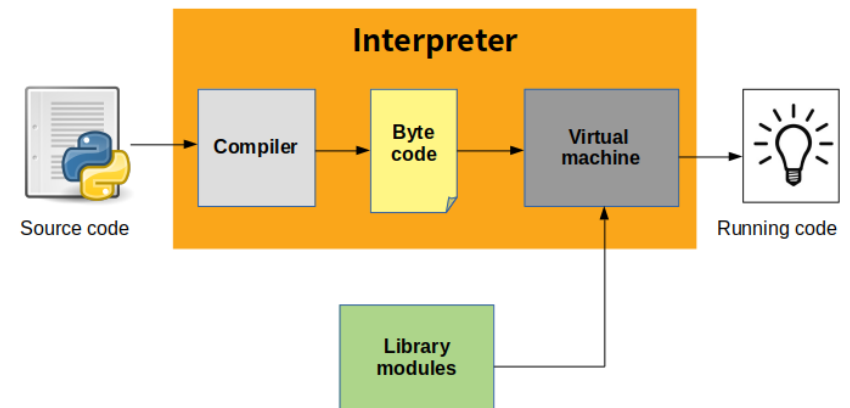 Interpreter
Compiler
Byte
code
Virtual
machine
Source code
Running code
Library
modules